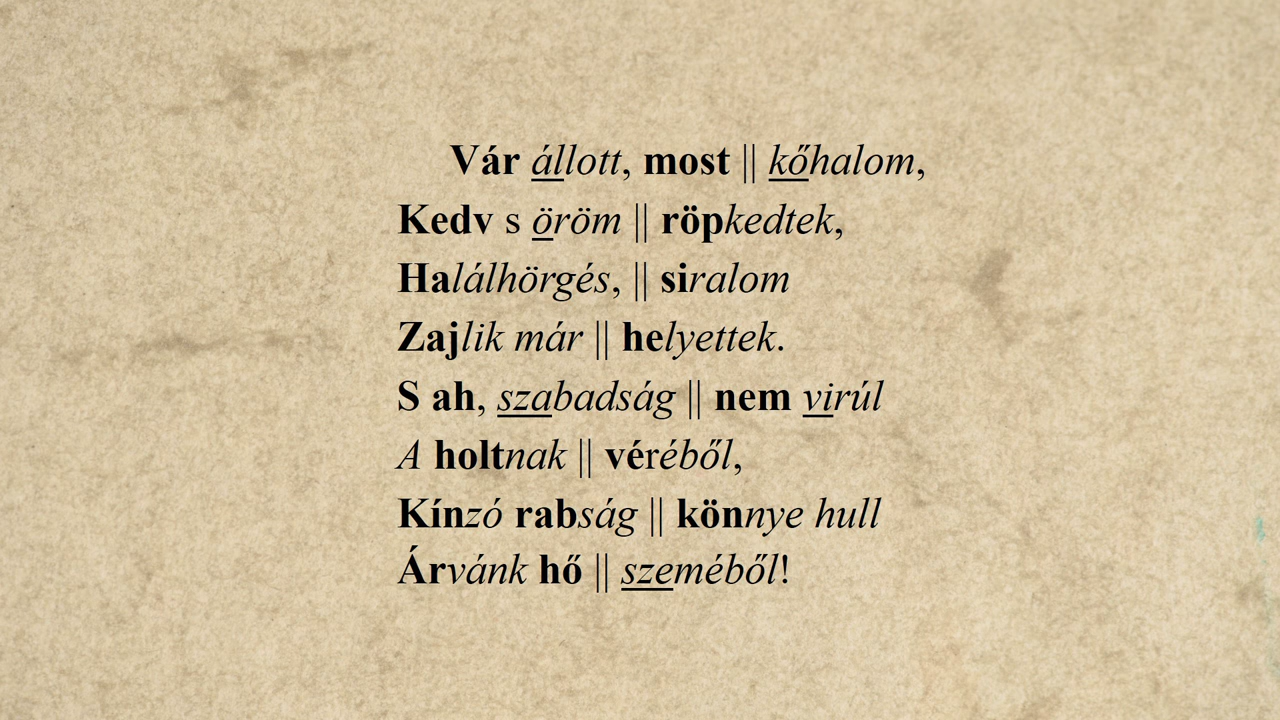 Vár állott, most || kőhalom,
Kedv s öröm || röpkedtek,
Halálhörgés, || siralom
Zajlik már || helyettek.
S ah, szabadság || nem virúl
A holtnak || véréből,
Kínzó rabság || könnye hull
Árvánk hő || szeméből!